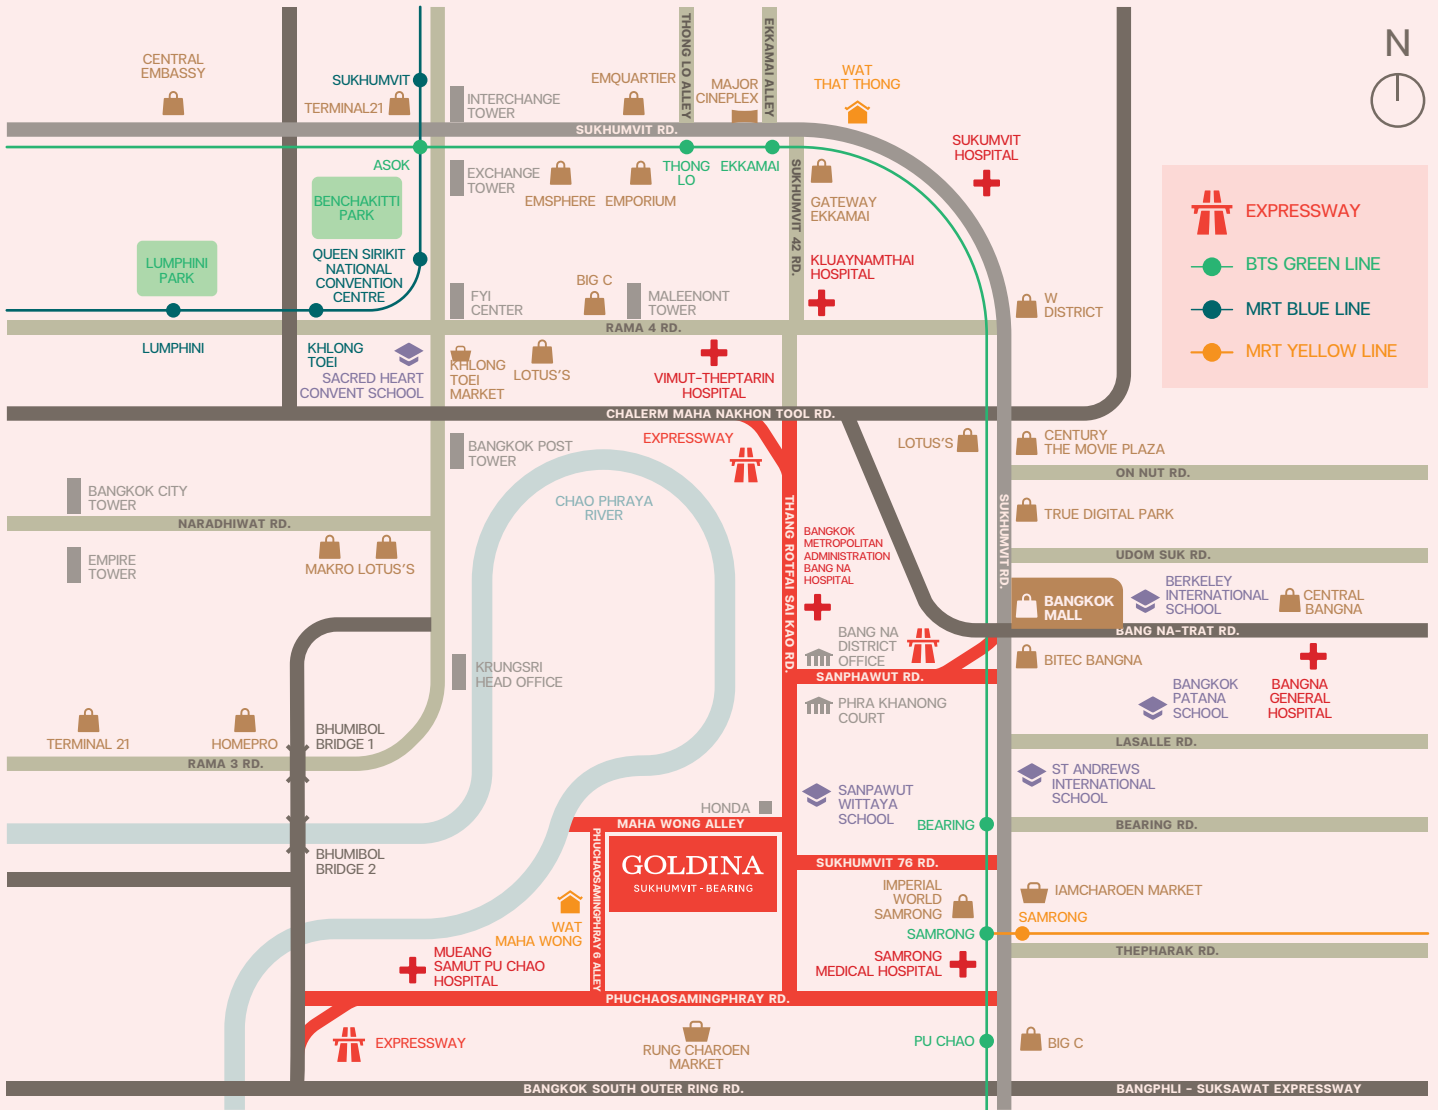 CENTRAL
EMBASSY
SUKHUMVIT
TERMINAL21
INTERCHANGE
TOWER
EMQUARTIER
THONG LO ALLEY
MAJOR
CINEPLEX
EKKAMAI ALLEY
WAT
THAT THONG
N
SUKHUMVIT RD.
SUKUMVIT
HOSPITAL
ASOK
EXCHANGE
TOWER
EMSPHERE
EMPORIUM
THONG
LO
EKKAMAI
SUKHUMVIT 42 RD.
GATEWAY
EKKAMAI
BENCHAKITTI
PARK
EXPRESSWAY
BTS GREEN LINE
MRT BLUE LINE
MRT YELLOW LINE
LUMPHINI
PARK
QUEEN SIRIKIT
NATIONAL
CONVENTION
CENTRE
KLUAYNAMTHAI
HOSPITAL
FYI
CENTER
BIG C
MALEENONT
TOWER
W
DISTRICT
RAMA 4 RD.
LUMPHINI
KHLONG
TOEI
SACRED HEART
CONVENT SCHOOL
KHLONG
TOEI
MARKET
LOTUS'S
VIMUT-THEPTARIN
HOSPITAL
CHALERM MAHA NAKHON TOOL RD.
BANGKOK POST
TOWER
EXPRESSWAY
LOTUS'S
CENTURY
THE MOVIE PLAZA
ON NUT RD.
BANGKOK CITY
TOWER
CHAO PHRAYA
RIVER
THANG ROTFAI SAI KAO RD.
SUKHUMVIT RD.
TRUE DIGITAL PARK
NARADHIWAT RD.
BANGKOK
METROPOLITAN
ADMINISTRATION
BANG NA
HOSPITAL
UDOM SUK RD.
EMPIRE
TOWER
MAKRO
LOTUS'S
BANGKOK
MALL
BERKELEY
INTERNATIONAL
SCHOOL
CENTRAL
BANGNA
BANG NA-TRAT RD.
BANG NA
DISTRICT
OFFICE
BITEC BANGNA
KRUNGSRI
HEAD OFFICE
SANPHAWUT RD.
BANGKOK
PATANA
SCHOOL
BANGNA
GENERAL
HOSPITAL
PHRA KHANONG
COURT
TERMINAL 21
HOMEPRO
BHUMIBOL
BRIDGE 1
LASALLE RD.
RAMA 3 RD.
ST ANDREWS
INTERNATIONAL
SCHOOL
SANPAWUT
WITTAYA
SCHOOL
HONDA
MAHA WONG ALLEY
BEARING
BEARING RD.
BHUMIBOL
BRIDGE 2
PHUCHAOSAMINGPHRAY 6 ALLEY
GOLDINA
SUKHUMVIT - BEARING
SUKHUMVIT 76 RD.
IMPERIAL
WORLD
SAMRONG
IAMCHAROEN MARKET
SAMRONG
SAMRONG
WAT
MAHA WONG
THEPHARAK RD.
MUEANG
SAMUT PU CHAO
HOSPITAL
SAMRONG
MEDICAL HOSPITAL
PHUCHAOSAMINGPHRAY RD.
EXPRESSWAY
RUNG CHAROEN
MARKET
PU CHAO
BIG C
BANGKOK SOUTH OUTER RING RD.
BANGPHLI - SUKSAWAT EXPRESSWAY